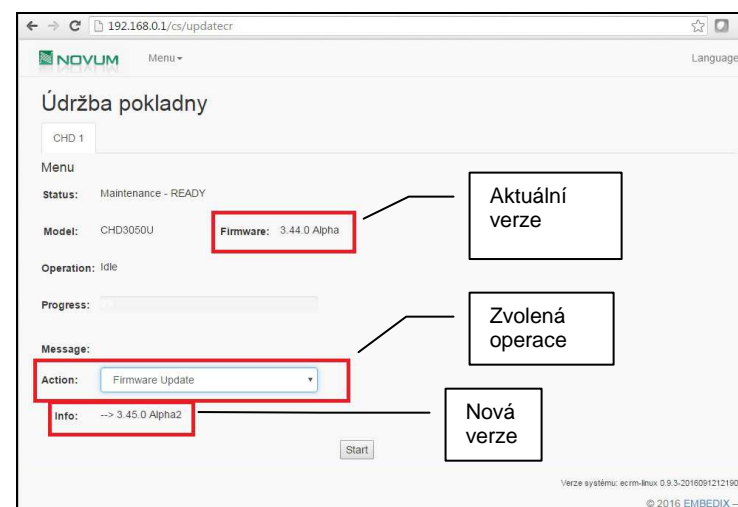 192.168.0.1/cs/updatecr
NOVUM Menu Language
Údržba pokladny
CHD 1
Menu
Status: Maintenance - READY
Aktuální
verze
Model: CHD3050U Firmware: 3.44.0 Alpha
Operation: Idle
Progress:
Zvolená
operace
Message:
Action: Firmware Update
Info: --> 3.45.0 Alpha2
Nová
verze
Start
Verze systému: ecrm-linux 0.9.3-2016091212190
© 2016 EMBEDIX –